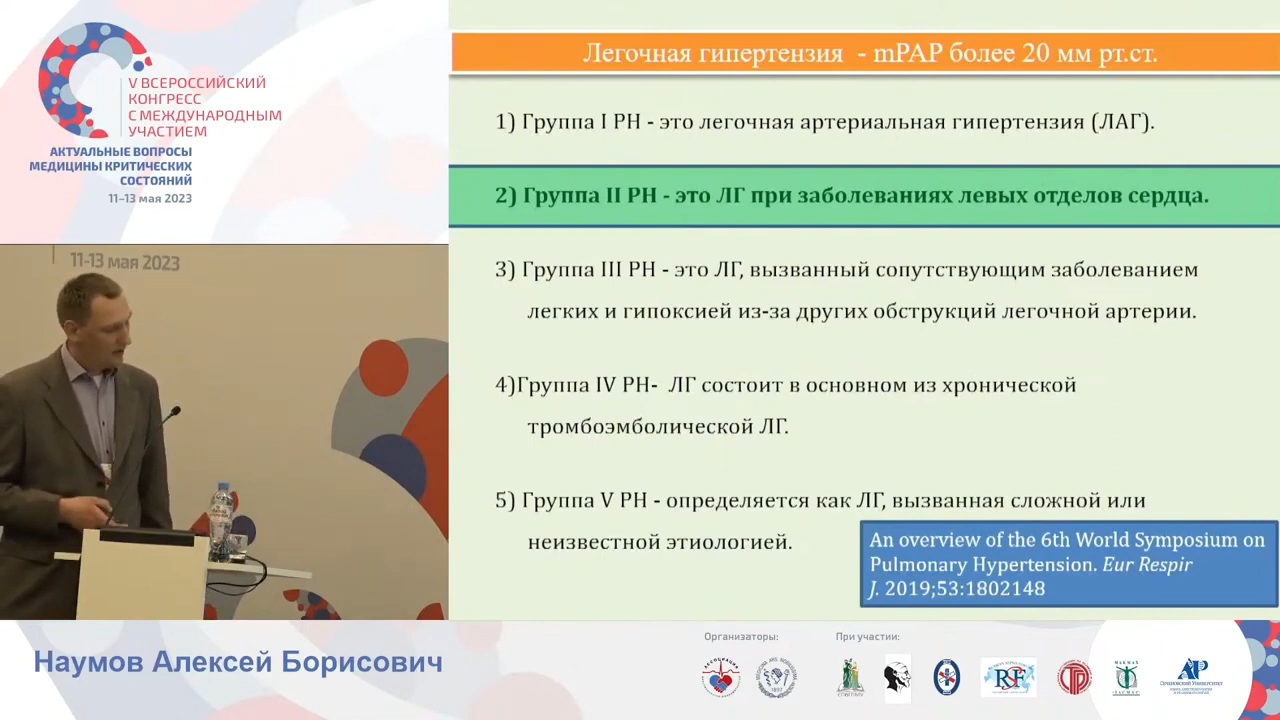 V ВСЕРОССИЙСКИЙ
КОНГРЕСС
С МЕЖДУНАРОДНЫМ
УЧАСТИЕМ
АКТУАЛЬНЫЕ ВОПРОСЫ
МЕДИЦИНЫ КРИТИЧЕСКИХ
СОСТОЯНИЙ
11–13 мая 2023
11-13 мая 2023
Легочная гипертензия - mPAP более 20 мм рт.ст.
1) Группа I PH - это легочная артериальная гипертензия (ЛАГ).
2) Группа II PH - это ЛГ при заболеваниях левых отделов сердца.
3) Группа III PH - это ЛГ, вызванный сопутствующим заболеванием
легких и гипоксией из-за других обструкций легочной артерии.
4)Группа IV PH- ЛГ состоит в основном из хронической
тромбоэмболической ЛГ.
5) Группа V PH - определяется как ЛГ, вызванная сложной или
неизвестной этиологией.
An overview of the 6th World Symposium on
Pulmonary Hypertension. Eur Respir
J. 2019;53:1802148
Наумов Алексей Борисович
Организаторы:
При участии: